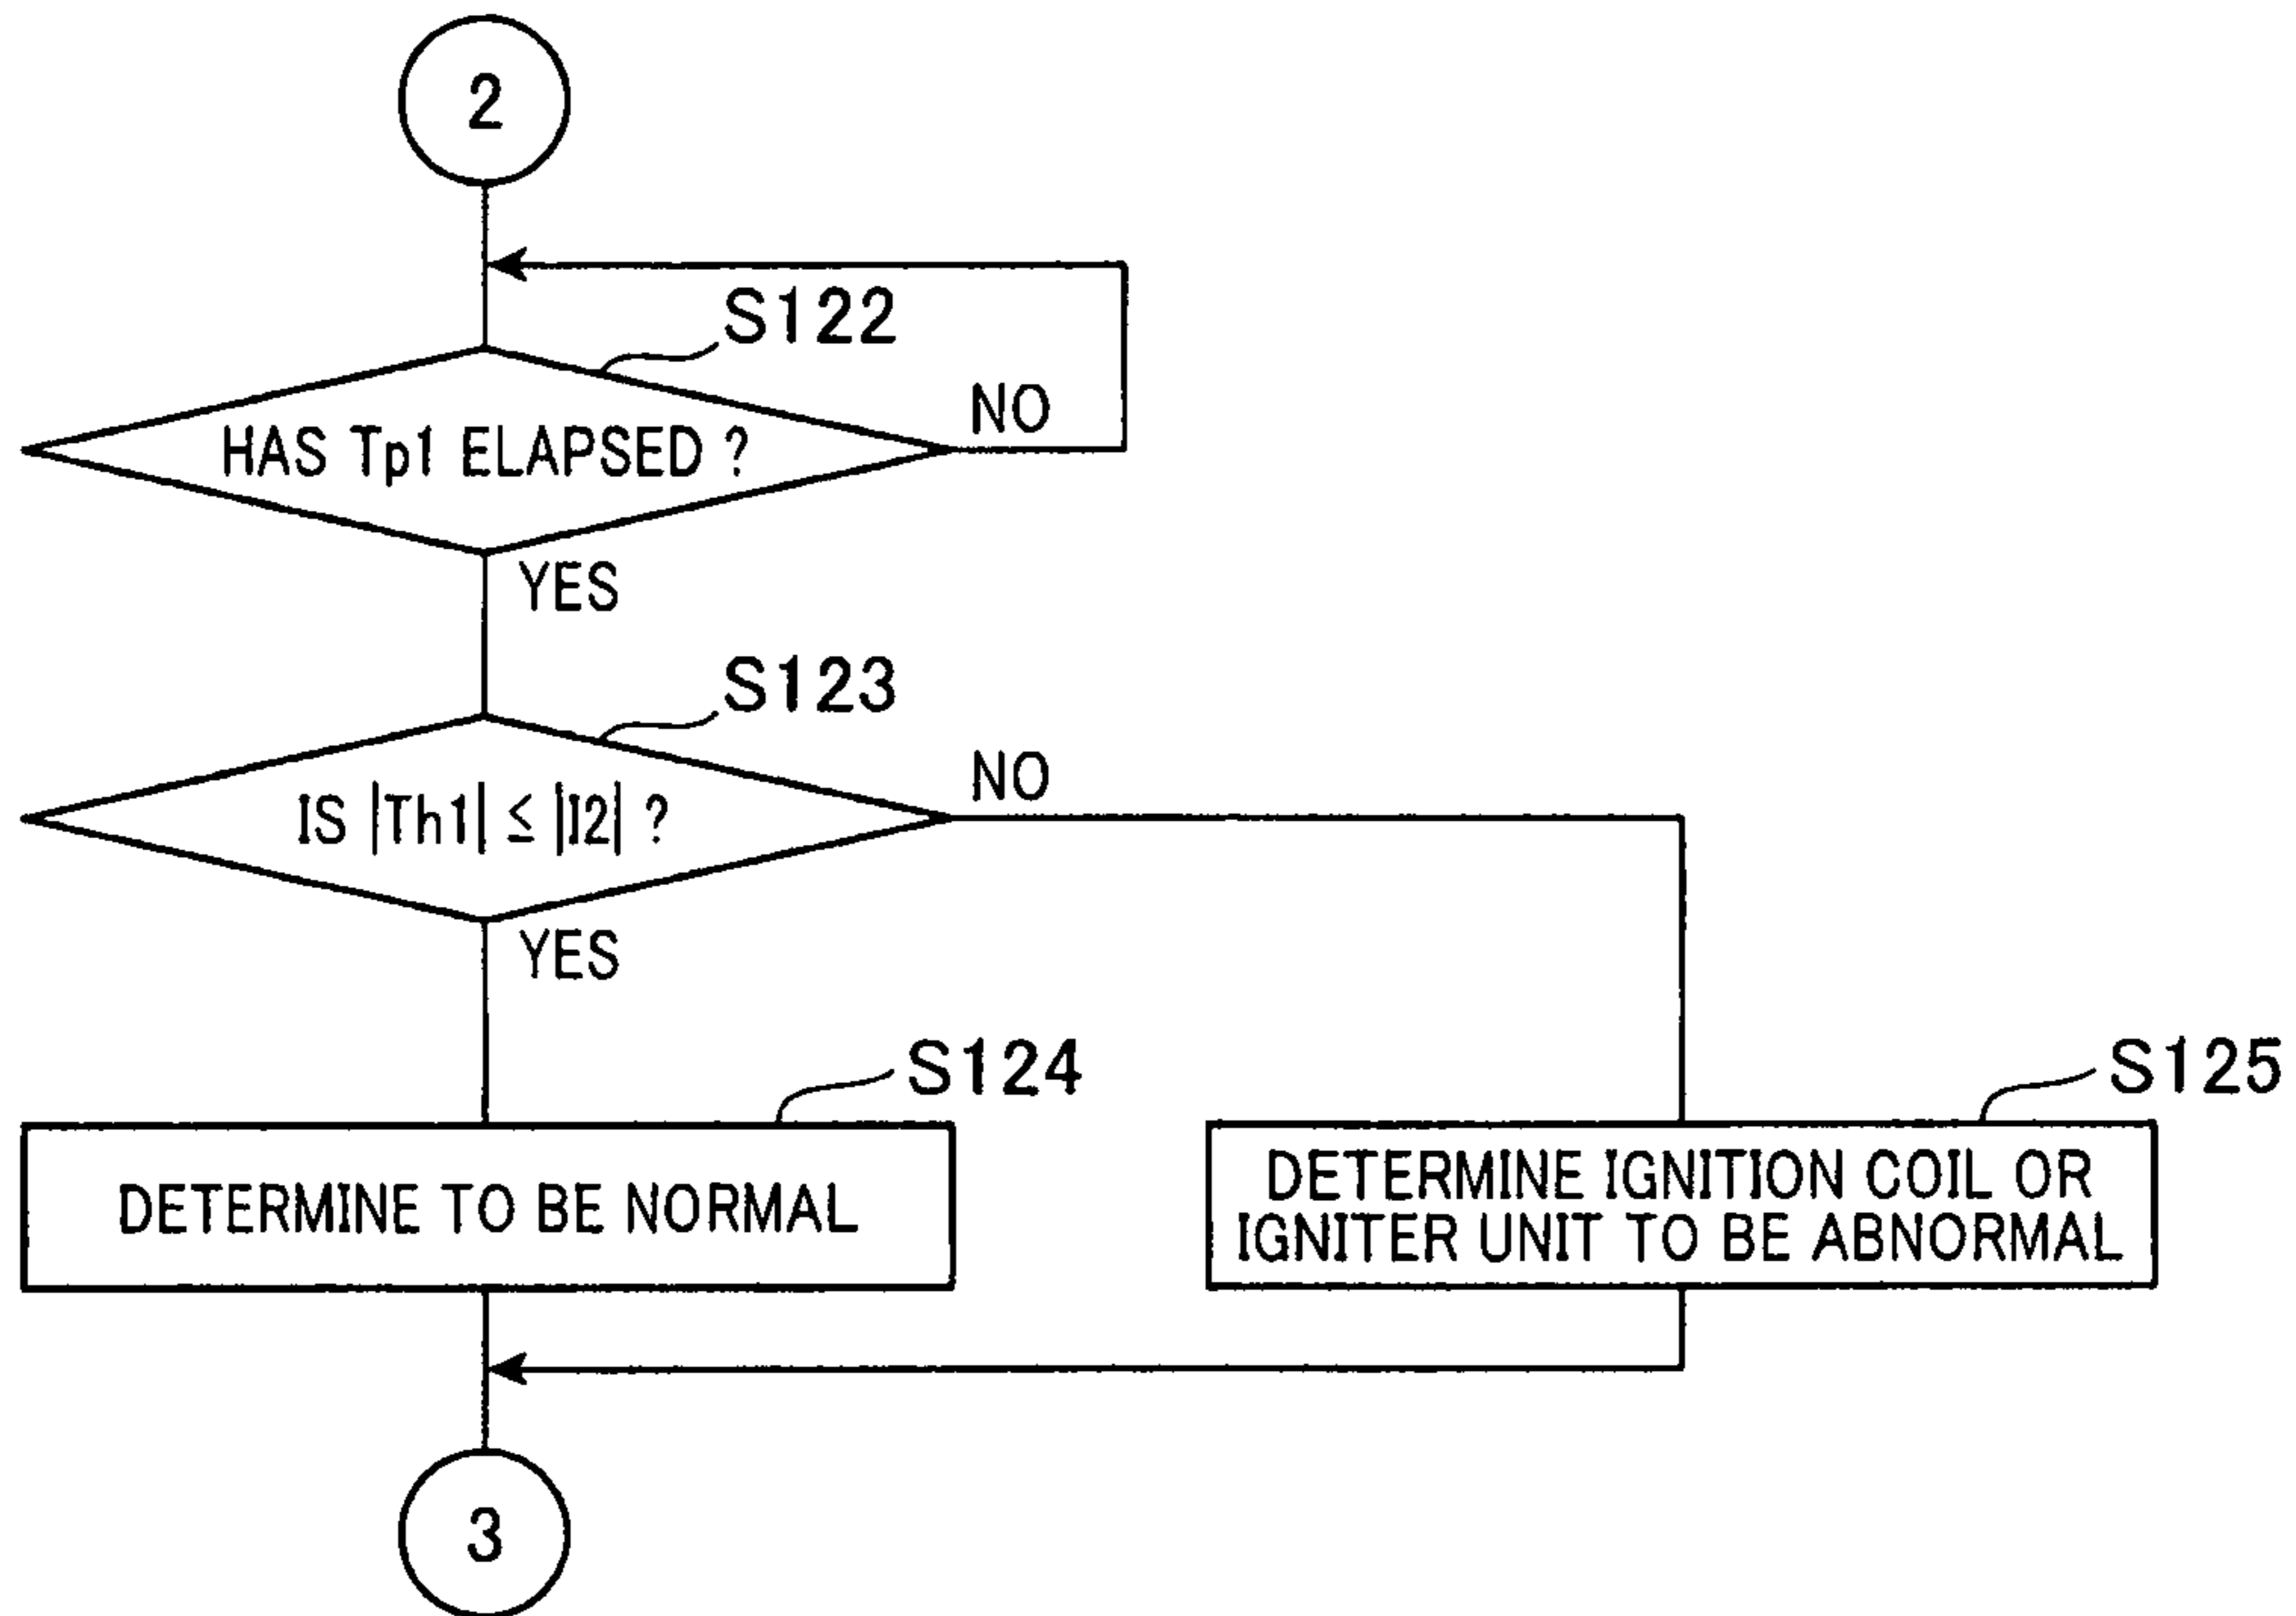 2
S122
HAS Tp1 ELAPSED ?
NO
YES
S123
IS |Th1| ≤ |I2| ?
NO
YES
S124
DETERMINE TO BE NORMAL
S125
DETERMINE IGNITION COIL OR
IGNITER UNIT TO BE ABNORMAL
3